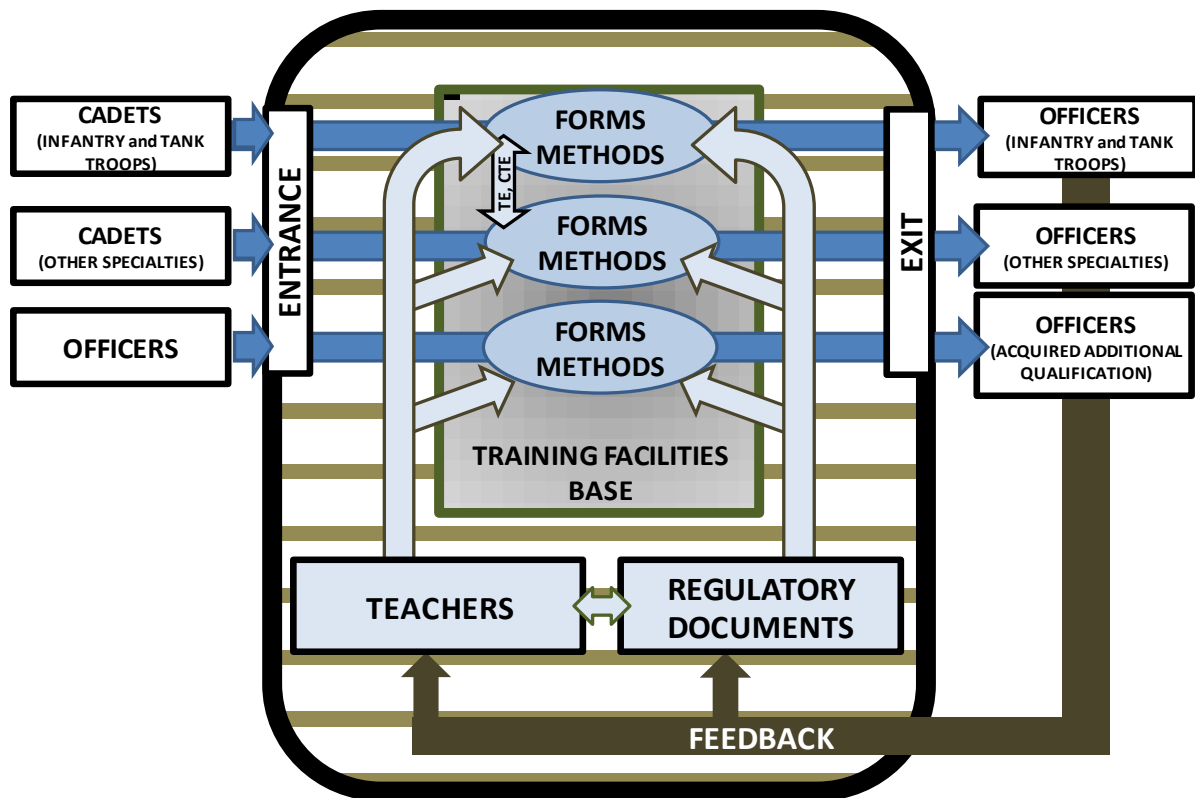 CADETS
(INFANTRY and TANK
TROOPS)
CADETS
(OTHER SPECIALTIES)
OFFICERS
ENTRANCE
FORMS
METHODS
TE, CTE
FORMS
METHODS
FORMS
METHODS
TRAINING FACILITIES
BASE
TEACHERS
REGULATORY
DOCUMENTS
EXIT
OFFICERS
(INFANTRY and TANK
TROOPS)
OFFICERS
(OTHER SPECIALTIES)
OFFICERS
(ACQUIRED ADDITIONAL
QUALIFICATION)
FEEDBACK